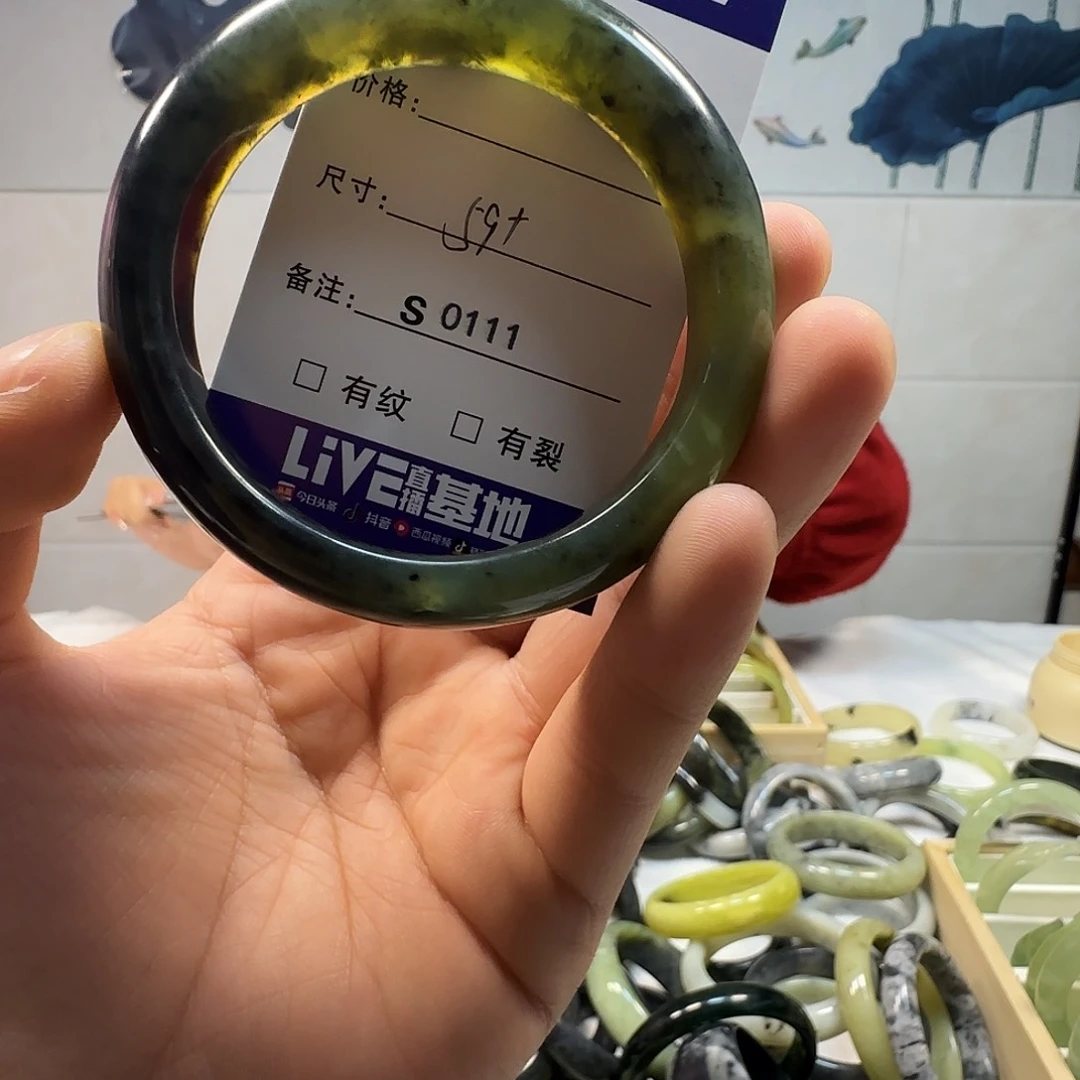 价格:
尺寸: 59+
备注: S 0111
□ 有纹 □ 有裂
LiVE直播基地
今日头条 抖音 西瓜视频